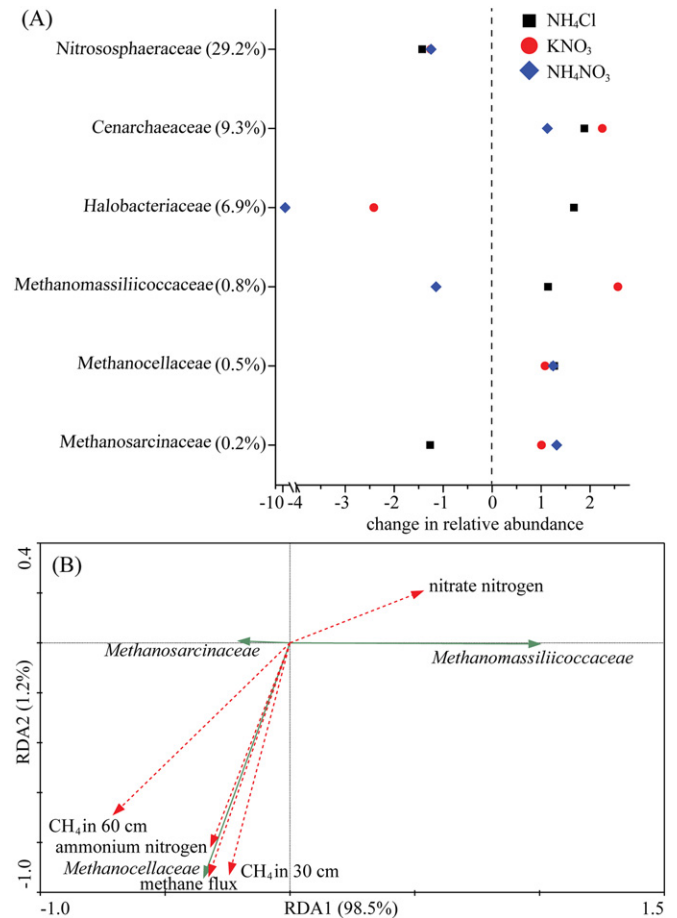 (A)
NH₄Cl
KNO₃
NH₄NO₃
Nitrososphaeraceae (29.2%)
Cenarchaeaceae (9.3%)
Halobacteriaceae (6.9%)
Methanomassiliicoccaceae (0.8%)
Methanocellaceae (0.5%)
Methanosarcinaceae (0.2%)
-10 -4 -3 -2 -1 0 1 2
change in relative abundance
(B)
0.4
nitrate nitrogen
Methanosarcinaceae
Methanomassiliicoccaceae
RDA2 (1.2%)
CH₄ in 60 cm
ammonium nitrogen
Methanocellaceae
CH₄ in 30 cm
methane flux
-1.0
-1.0
RDA1 (98.5%)
1.5